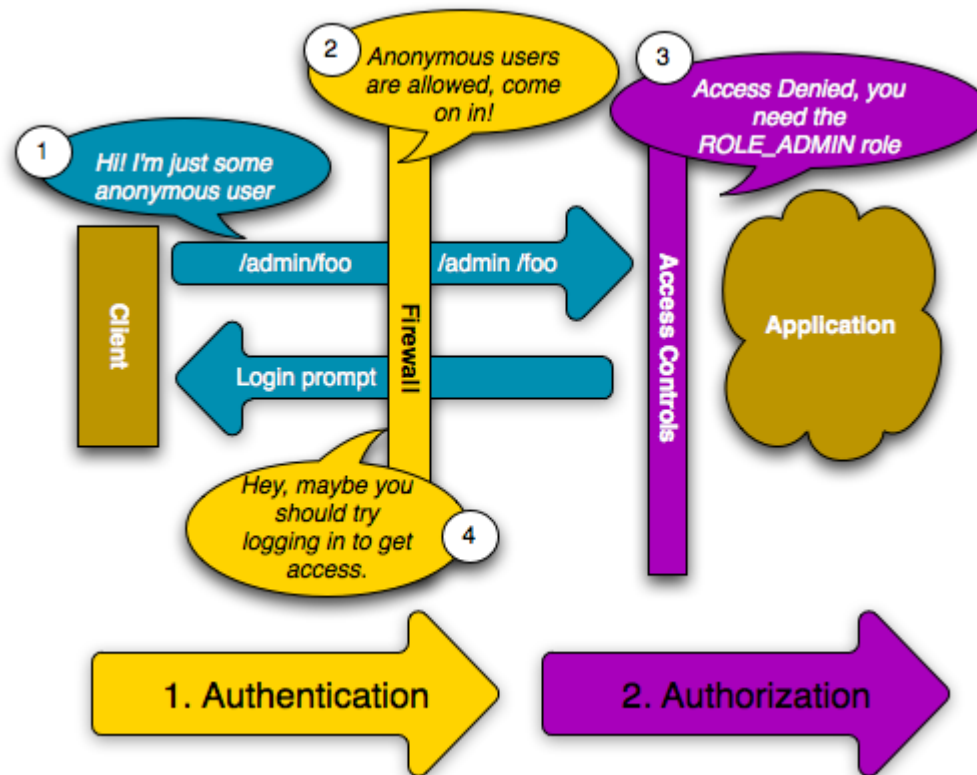 1
Hi! I'm just some
anonymous user
2
Anonymous users
are allowed, come
on in!
3
Access Denied, you
need the
ROLE_ADMIN role
/admin/foo
/admin /foo
Client
Firewall
Access Controls
Application
Login prompt
Hey, maybe you
should try
logging in to get
access.
4
1. Authentication
2. Authorization